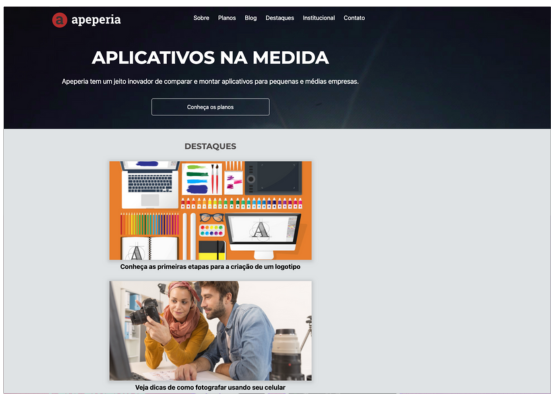 a apeperia
Sobre Planos Blog Destaques Institucional Contato
APLICATIVOS NA MEDIDA
Apeperia tem um jeito inovador de comparar e montar aplicativos para pequenas e médias empresas.
Conheça os planos
DESTAQUES
A
A
Conheça as primeiras etapas para a criação de um logotipo
Veja dicas de como fotografar usando seu celular